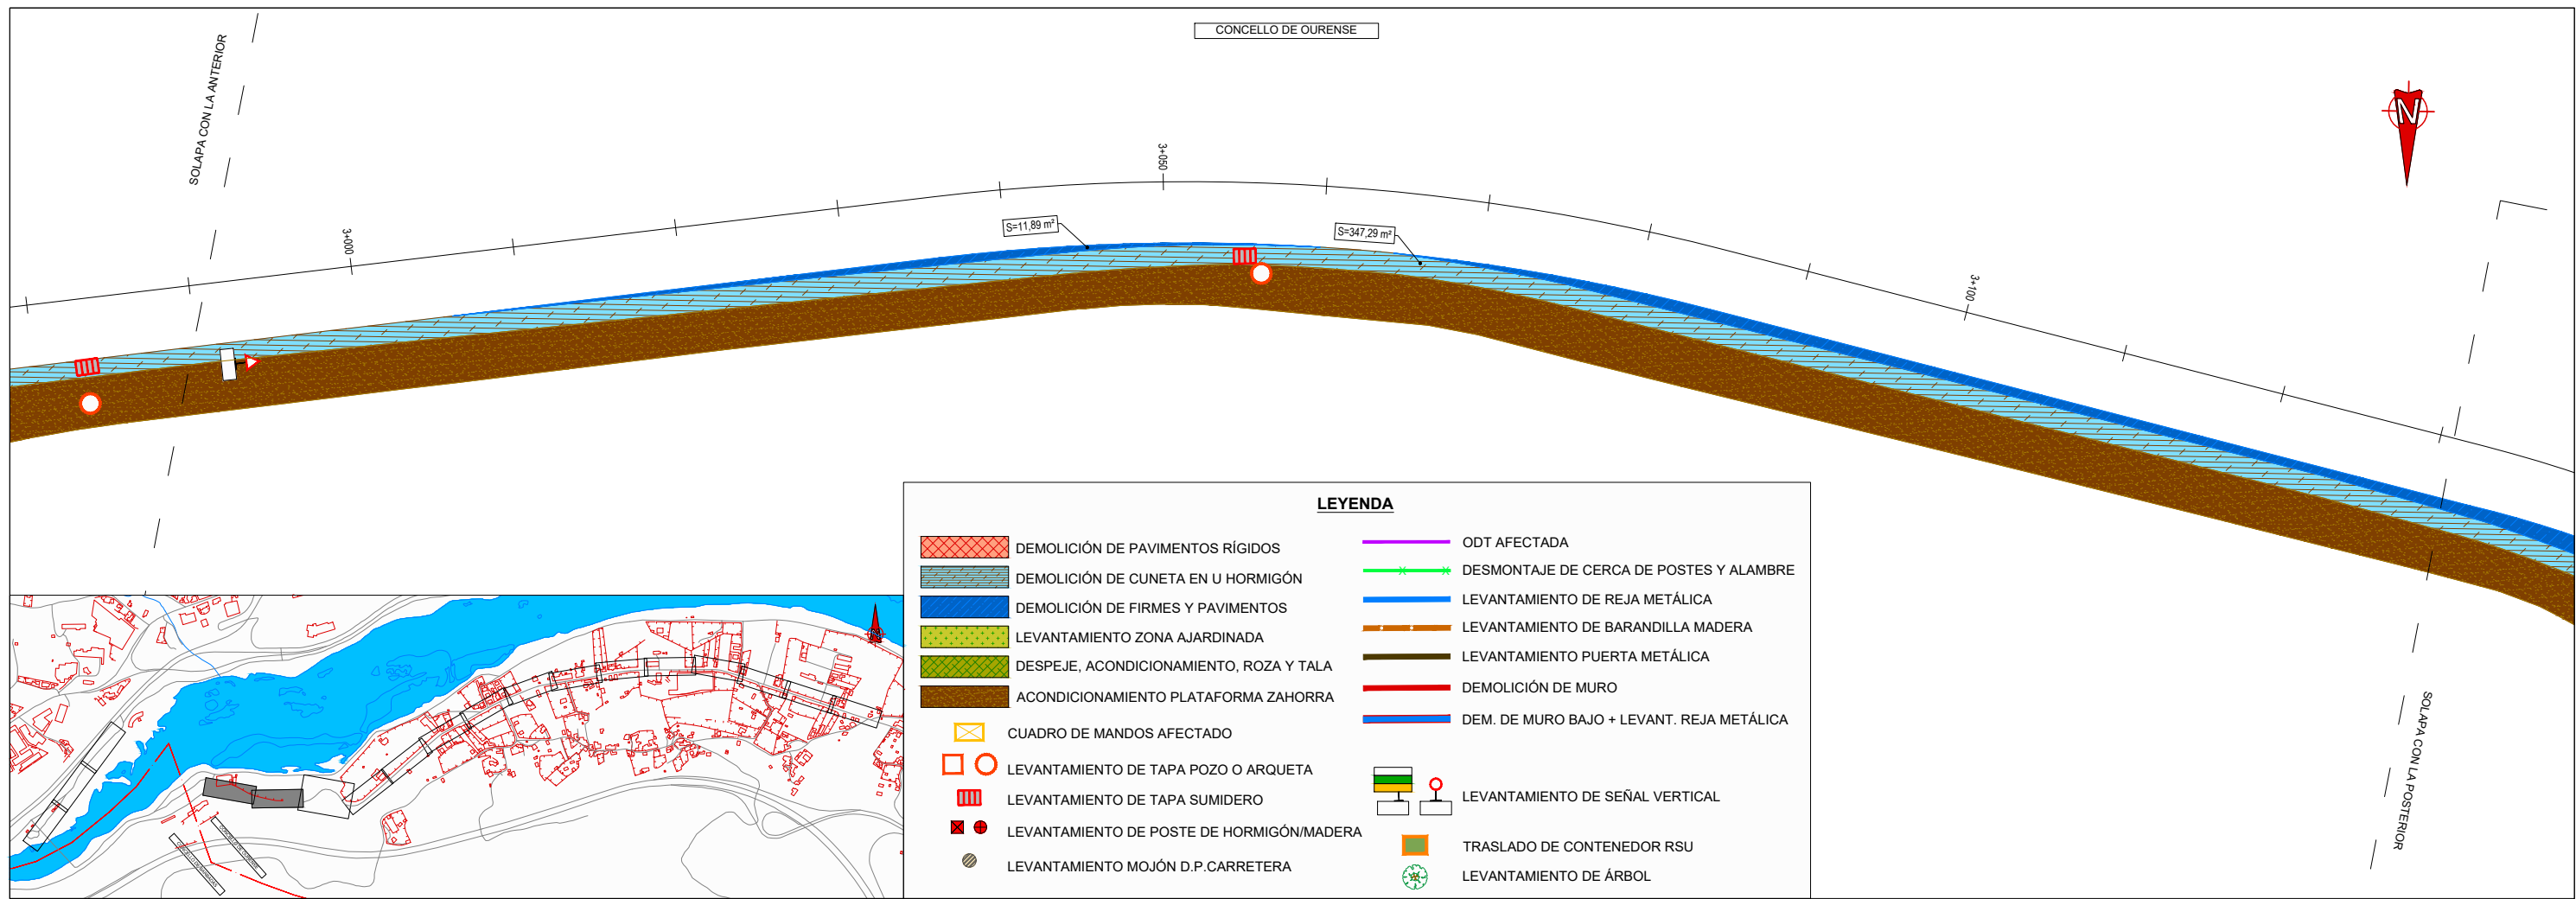 CONCELLO DE OURENSE
SOLAPA CON LA ANTERIOR
N
3+000
3+050
3+100
S=11,89 m²
S=347,29 m²
SOLAPA CON LA POSTERIOR
LEYENDA
DEMOLICIÓN DE PAVIMENTOS RÍGIDOS
DEMOLICIÓN DE CUNETA EN U HORMIGÓN
DEMOLICIÓN DE FIRMES Y PAVIMENTOS
LEVANTAMIENTO ZONA AJARDINADA
DESPEJE, ACONDICIONAMIENTO, ROZA Y TALA
ACONDICIONAMIENTO PLATAFORMA ZAHORRA
CUADRO DE MANDOS AFECTADO
LEVANTAMIENTO DE TAPA POZO O ARQUETA
LEVANTAMIENTO DE TAPA SUMIDERO
LEVANTAMIENTO DE POSTE DE HORMIGÓN/MADERA
LEVANTAMIENTO MOJÓN D.P.CARRETERA
ODT AFECTADA
DESMONTAJE DE CERCA DE POSTES Y ALAMBRE
LEVANTAMIENTO DE REJA METÁLICA
LEVANTAMIENTO DE BARANDILLA MADERA
LEVANTAMIENTO PUERTA METÁLICA
DEMOLICIÓN DE MURO
DEM. DE MURO BAJO + LEVANT. REJA METÁLICA
LEVANTAMIENTO DE SEÑAL VERTICAL
TRASLADO DE CONTENEDOR RSU
LEVANTAMIENTO DE ÁRBOL
N